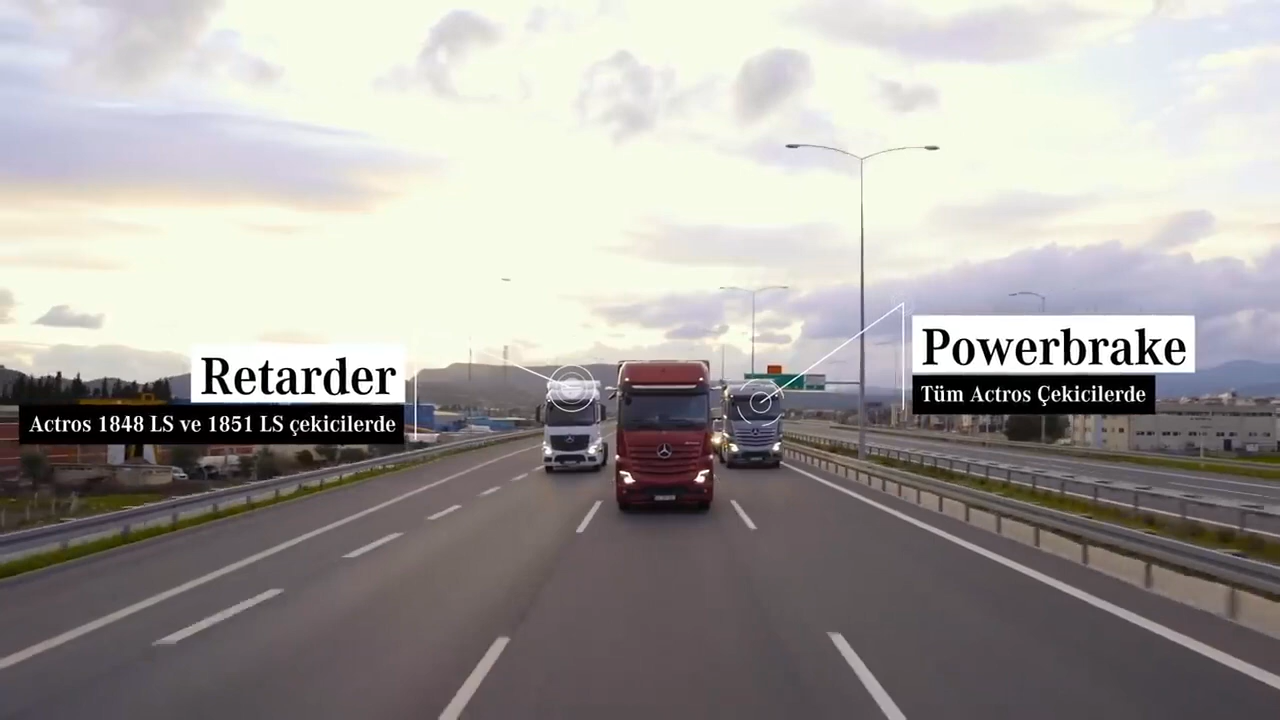 Retarder
Actros 1848 LS ve 1851 LS çekicilerde
Powerbrake
Tüm Actros Çekicilerde